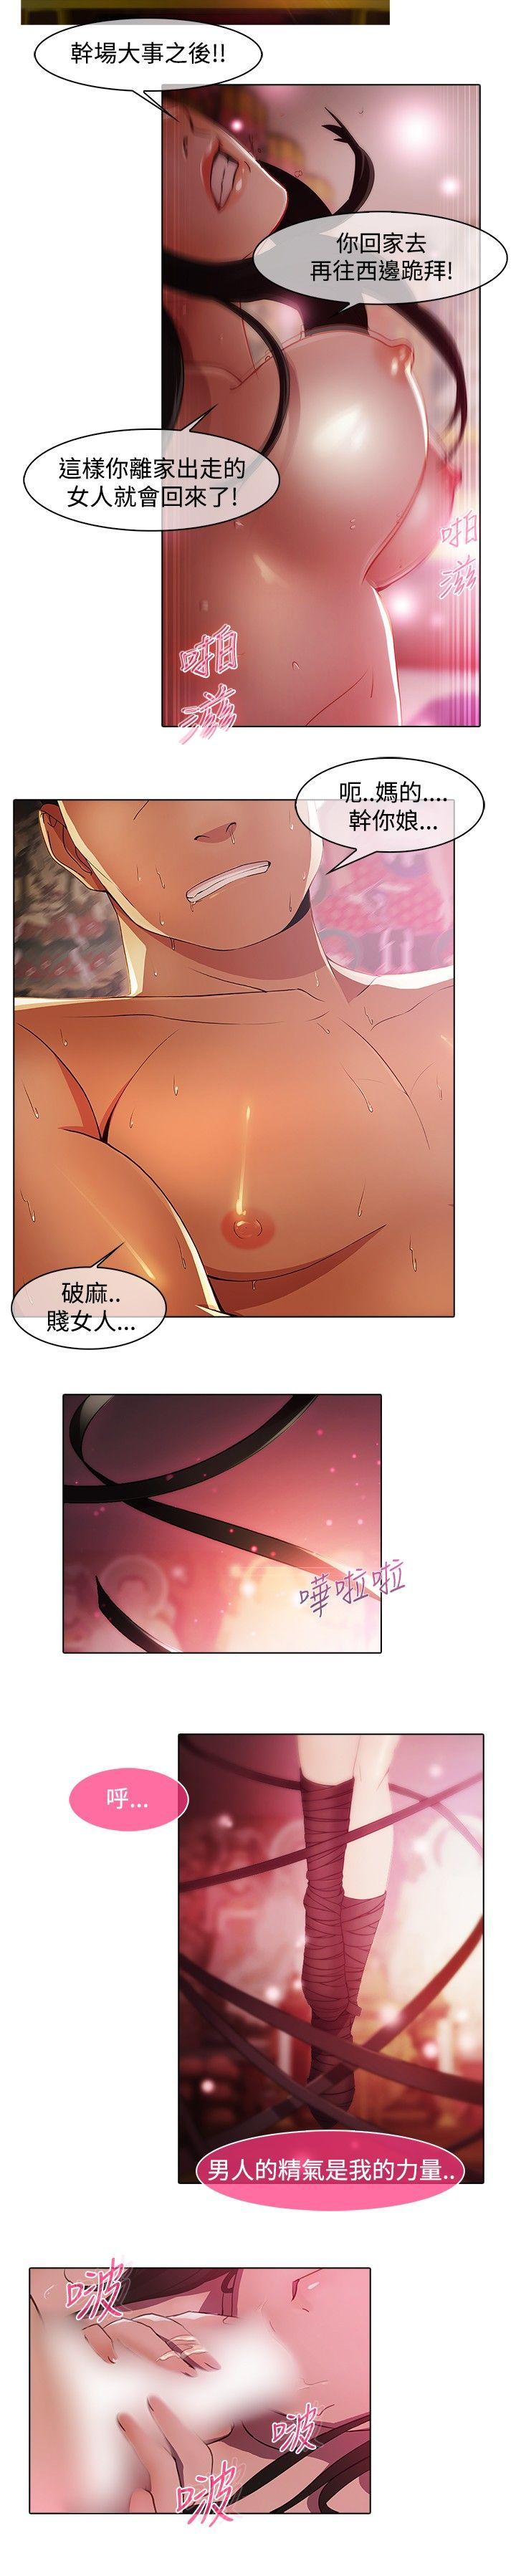 幹場大事之後!!
你回家去
再往西邊跪拜!
這樣你離家出走的
女人就會回來了!
啪
滋
啪
滋
呃..媽的....
幹你娘...
破麻..
賤女人...
嘩啦啦
呼...
男人的精氣是我的力量..
啵
啵
啵